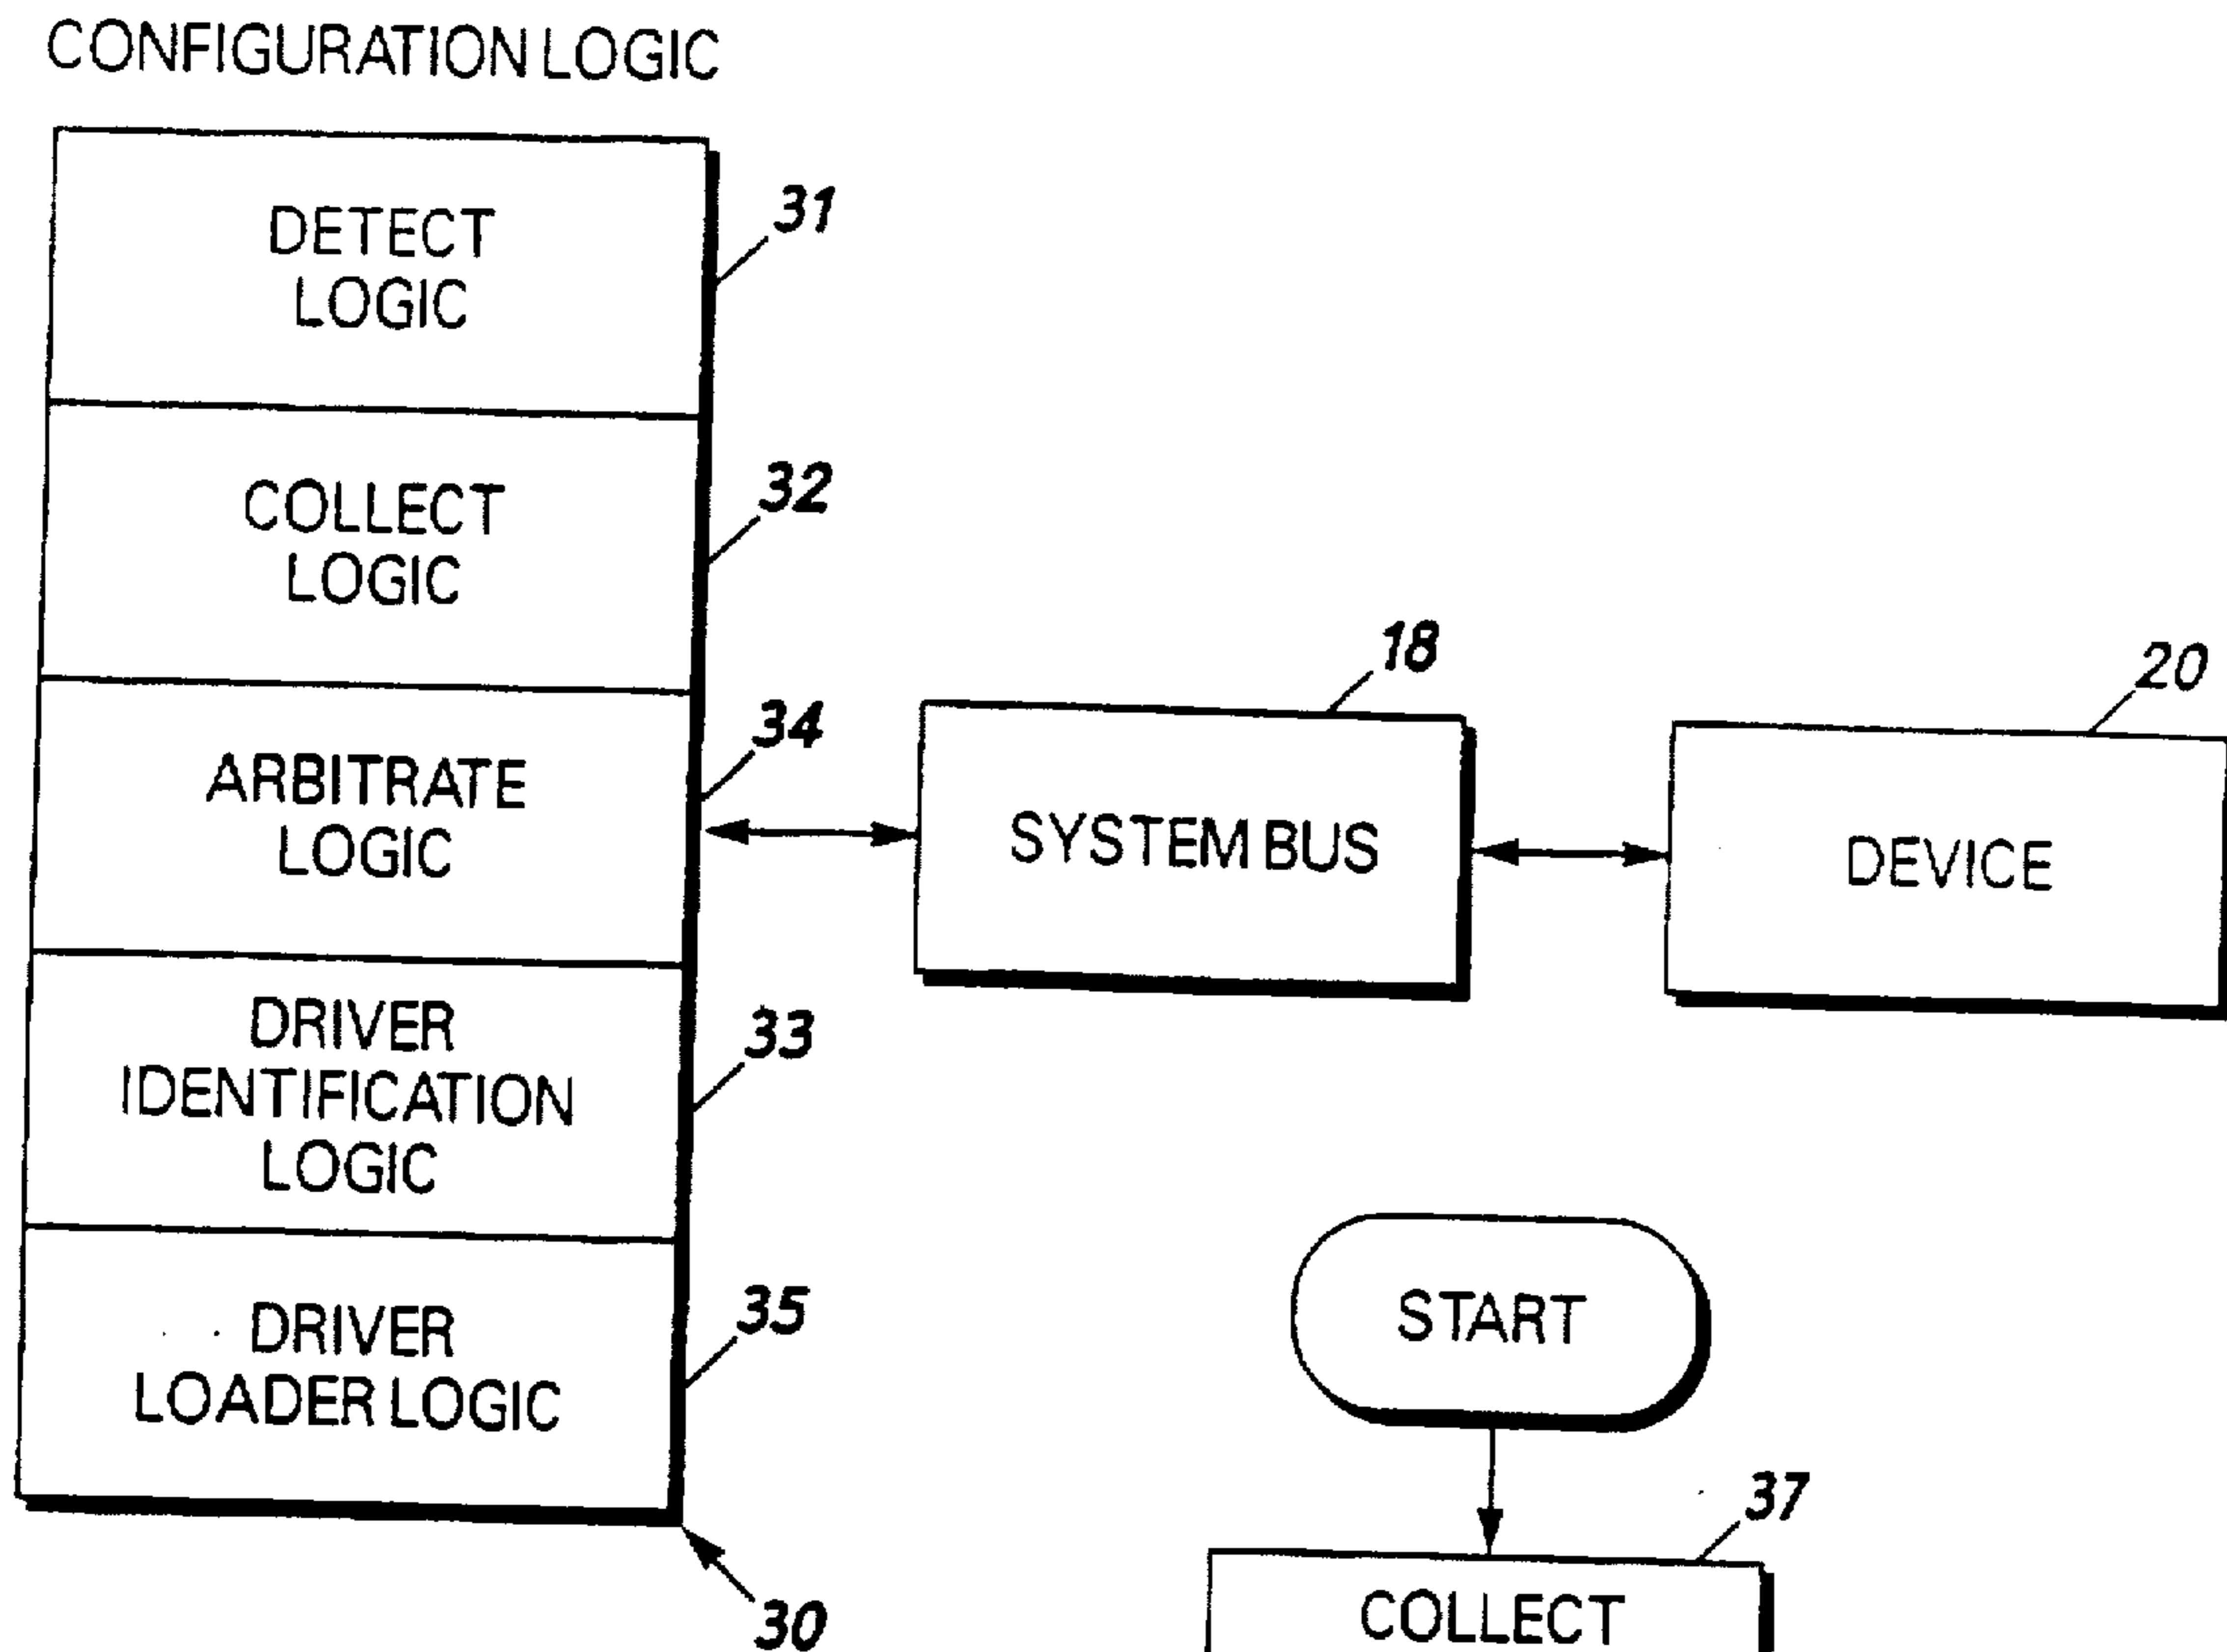 CONFIGURATION LOGIC
DETECT
LOGIC
31
COLLECT
LOGIC
32
ARBITRATE
LOGIC
34
SYSTEM BUS
18
DEVICE
20
DRIVER
IDENTIFICATION
LOGIC
33
DRIVER
LOADER LOGIC
35
30
START
37
COLLECT